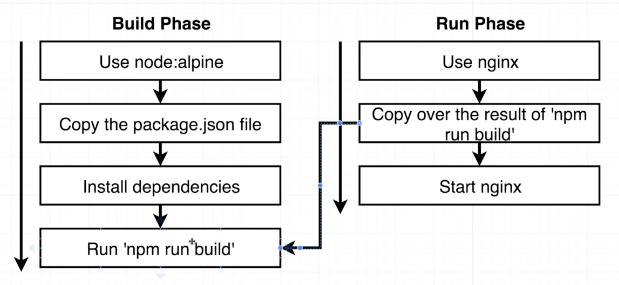 Build Phase
Use node:alpine
Copy the package.json file
Install dependencies
Run 'npm run build'
Run Phase
Use nginx
Copy over the result of 'npm
run build'
Start nginx